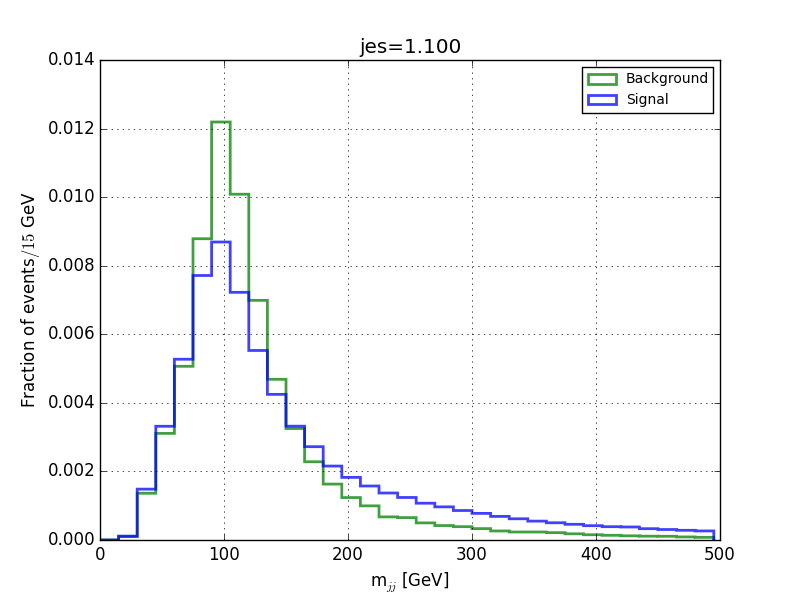 jes=1.100
Background
Signal
Fraction of events/15 GeV
0.014
0.012
0.010
0.008
0.006
0.004
0.002
0.000
0 100 200 300 400 500
m_jj [GeV]